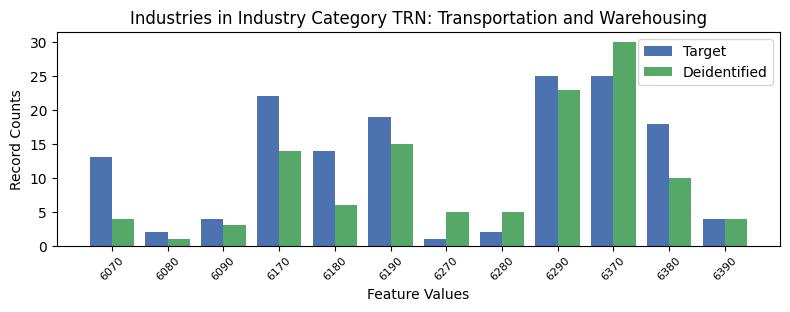 Industries in Industry Category TRN: Transportation and Warehousing
Target
Deidentified
Record Counts
30
25
20
15
10
5
0
6070 6080 6090 6170 6180 6190 6270 6280 6290 6370 6380 6390
Feature Values